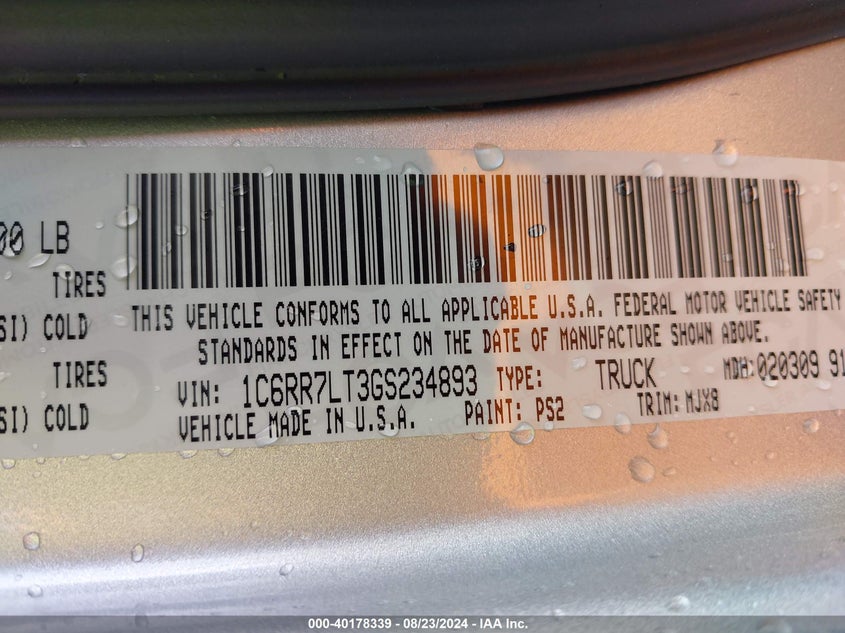 00 LB
TIRES
SI) COLD
TIRES
SI) COLD
THIS VEHICLE CONFORMS TO ALL APPLICABLE U.S.A. FEDERAL MOTOR VEHICLE SAFETY
STANDARDS IN EFFECT ON THE DATE OF MANUFACTURE SHOWN ABOVE.
VIN: 1C6RR7LT3GS234893 TYPE: TRUCK MDH:020309 91
VEHICLE MADE IN U.S.A. PAINT: PS2 TRIM: MJX8
000-40178339 - 08/23/2024 - IAA Inc.